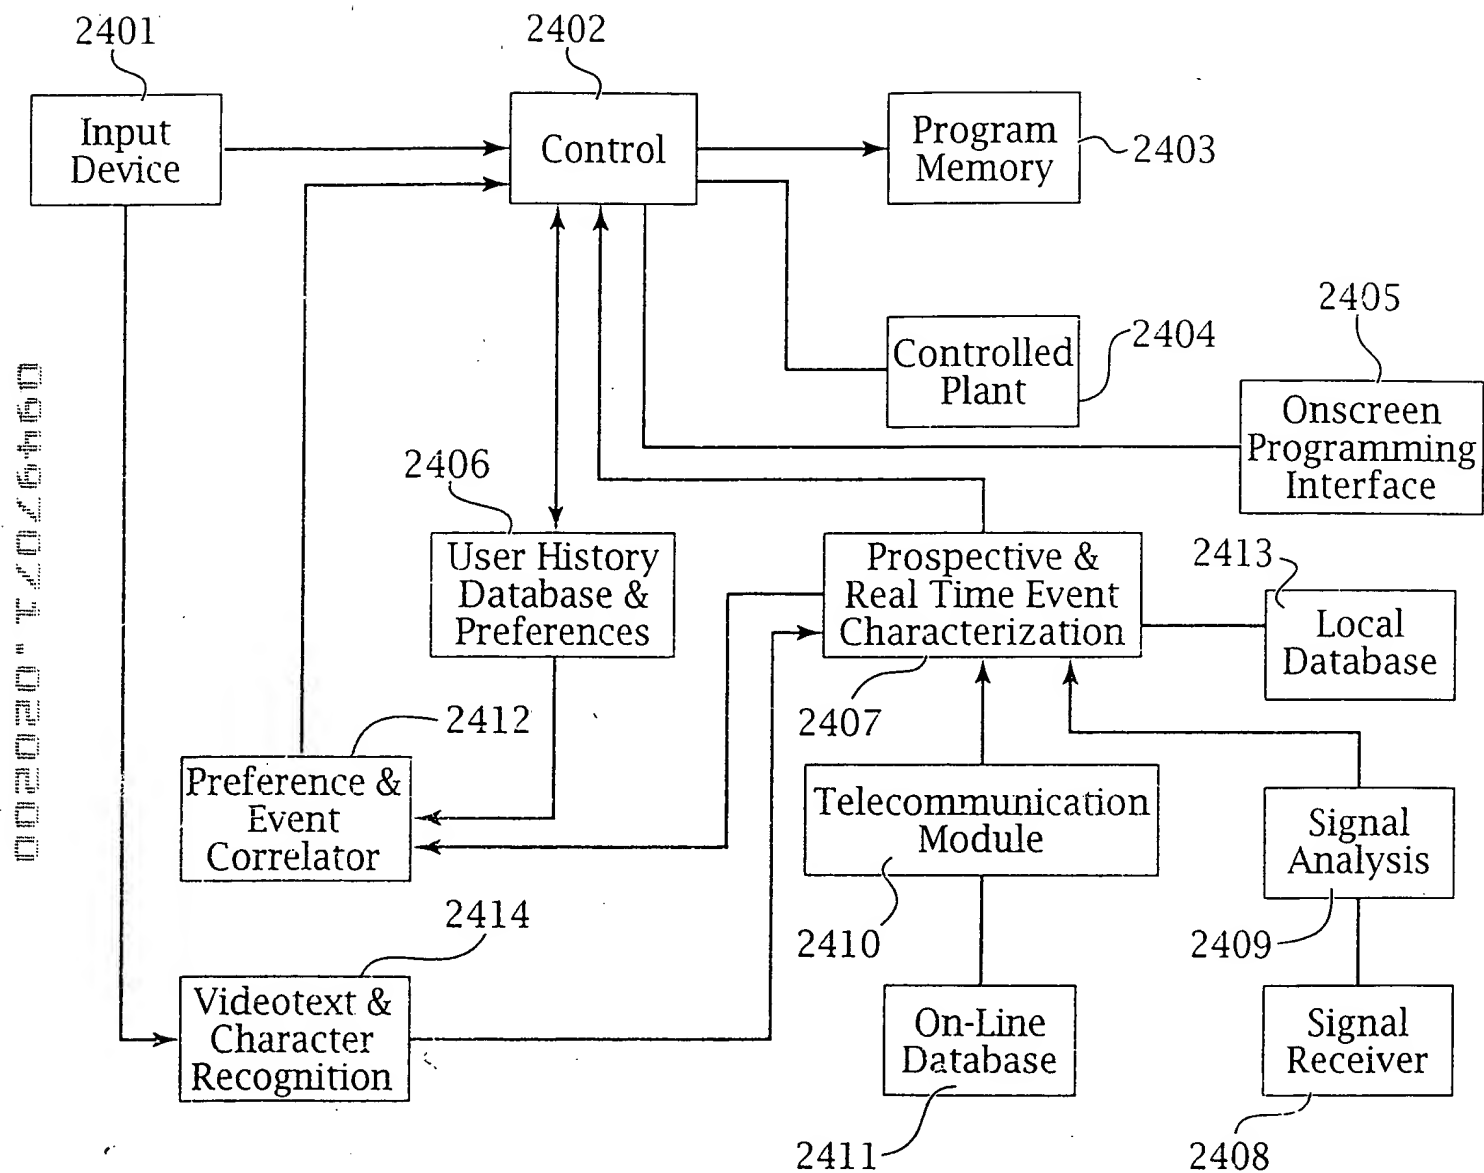 2401
Input
Device
2402
Control
Program
Memory
2403
Controlled
Plant
2404
2405
Onscreen
Programming
Interface
2406
User History
Database &
Preferences
Prospective &
Real Time Event
Characterization
2407
2413
Local
Database
2412
Preference &
Event
Correlator
Telecommunication
Module
2410
Signal
Analysis
2409
2414
Videotext &
Character
Recognition
On-Line
Database
2411
Signal
Receiver
2408
09497071.020200